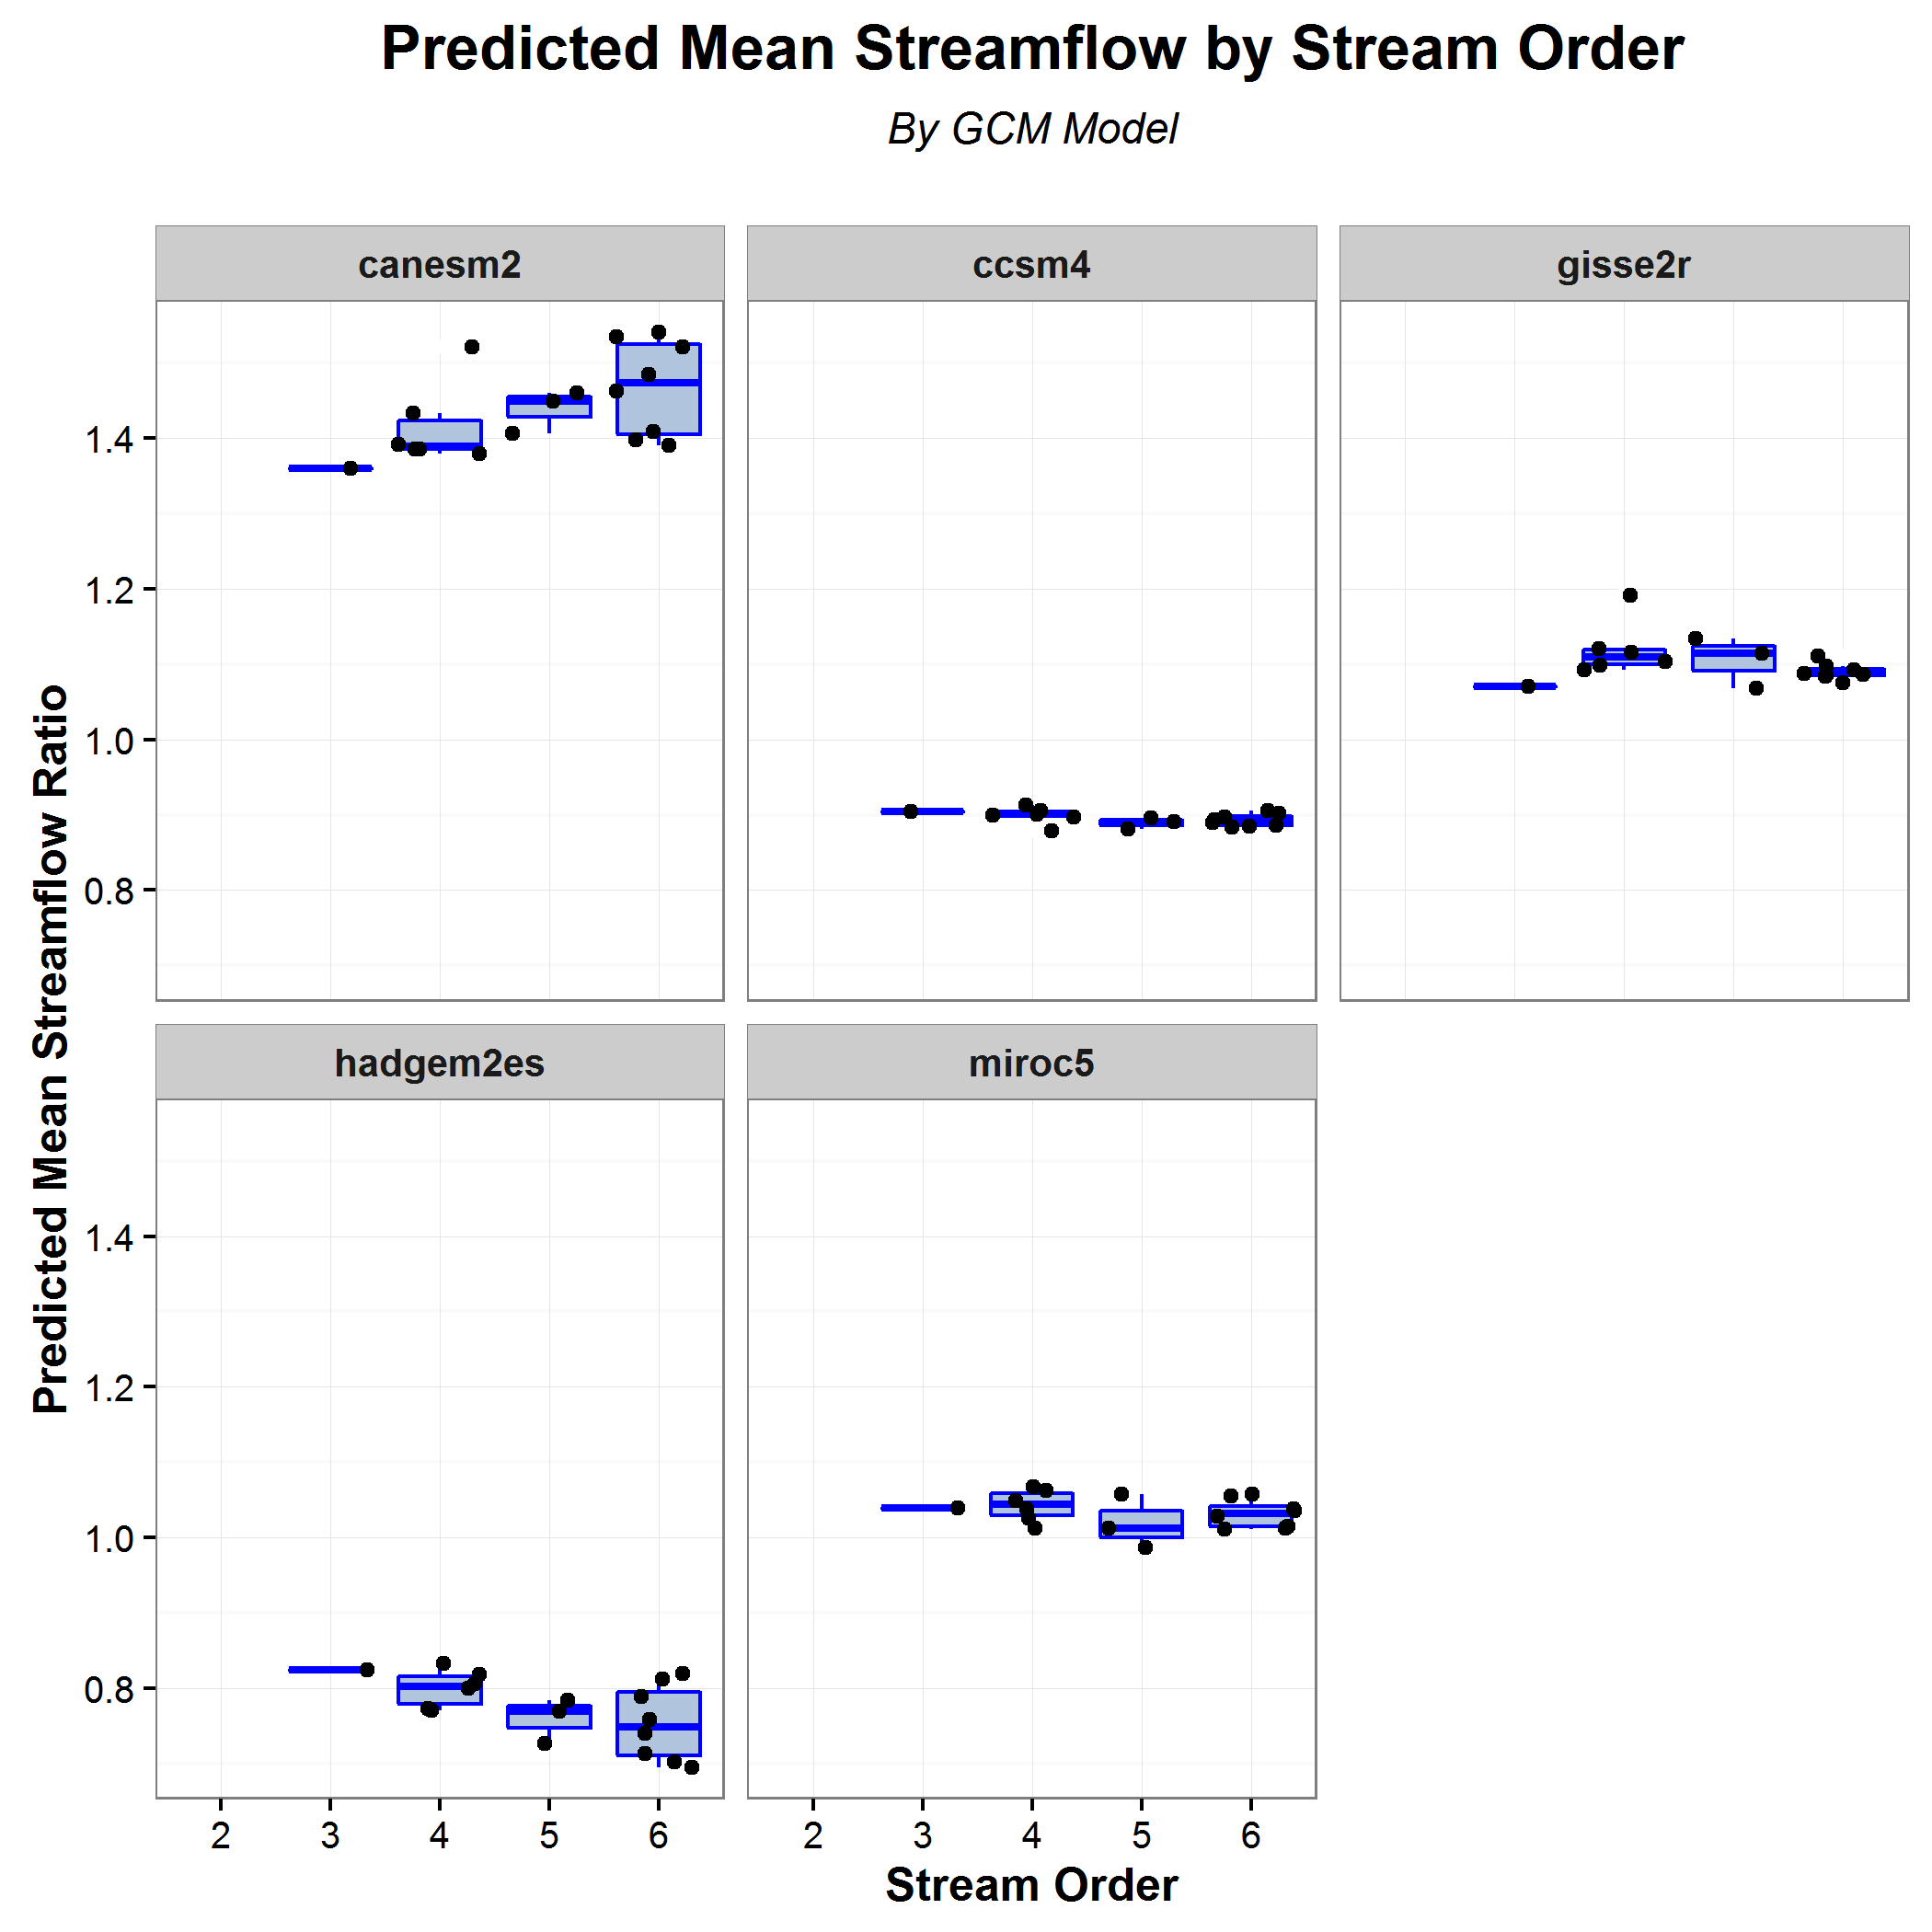 Predicted Mean Streamflow by Stream Order
By GCM Model
canesm2
ccsm4
gisse2r
1.4
1.2
1.0
0.8
hadgem2es
miroc5
1.4
1.2
1.0
0.8
2 3 4 5 6
2 3 4 5 6
Stream Order
Predicted Mean Streamflow Ratio